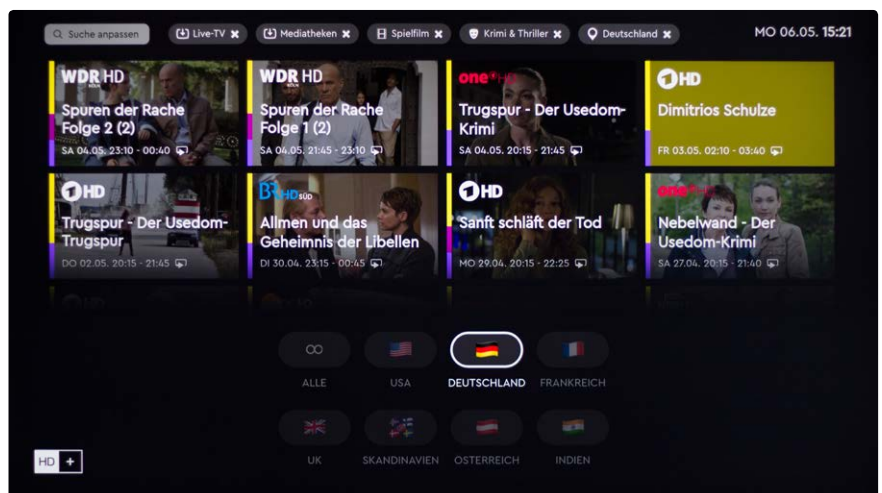 Suche anpassen
Live-TV ✖
Mediatheken ✖
Spielfilm ✖
Krimi & Thriller ✖
Deutschland ✖
MO 06.05. 15:21
WDR HD
KÖLN
Spuren der Rache
Folge 2 (2)
SA 04.05. 23:10 - 00:40
WDR HD
KÖLN
Spuren der Rache
Folge 1 (2)
SA 04.05. 21:45 - 23:10
one HD
Trugspur - Der Usedom-
Krimi
SA 04.05. 20:15 - 21:45
1 HD
Dimitrios Schulze
FR 03.05. 02:10 - 03:40
1 HD
Trugspur - Der Usedom-
Trugspur
DO 02.05. 20:15 - 21:45
BR HD SÜD
Allmen und das
Geheimnis der Libellen
DI 30.04. 23:15 - 00:45
1 HD
Sanft schläft der Tod
MO 29.04. 20:15 - 22:25
one HD
Nebelwand - Der
Usedom-Krimi
SA 27.04. 20:15 - 21:40
ALLE
USA
DEUTSCHLAND
FRANKREICH
UK
SKANDINAVIEN
ÖSTERREICH
INDIEN
HD +